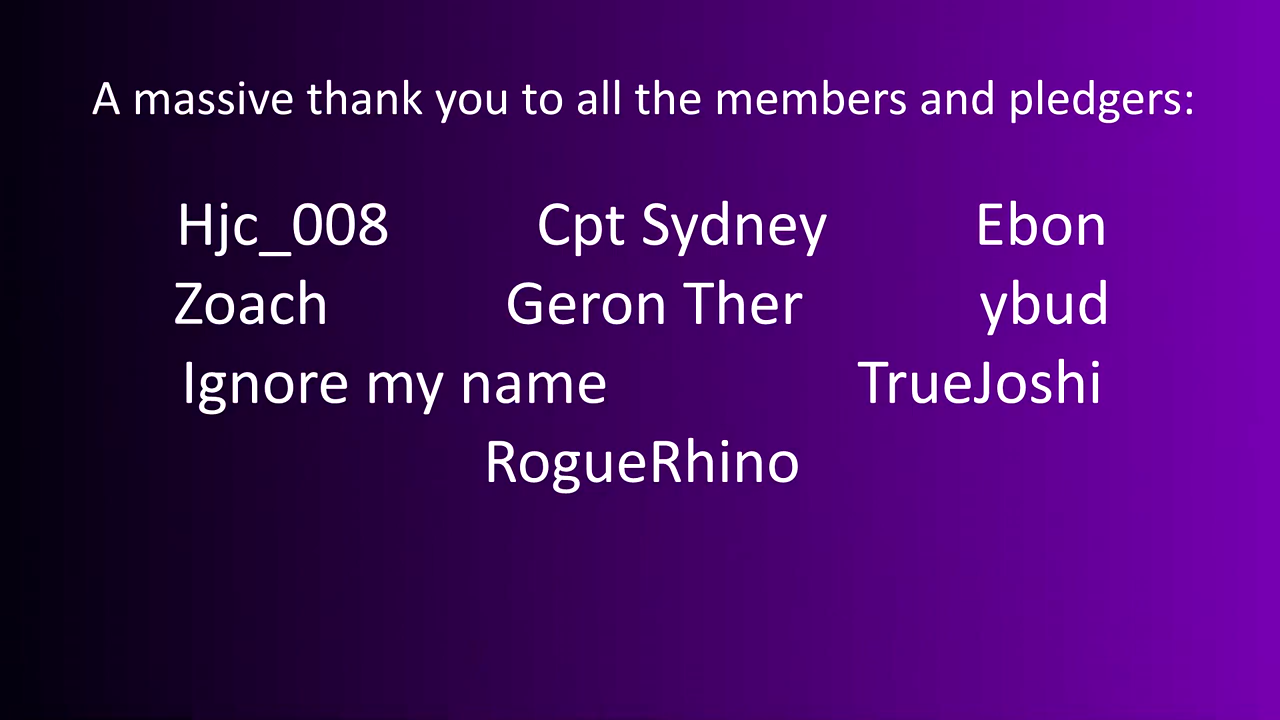 A massive thank you to all the members and pledgers:
Hjc_008 Cpt Sydney Ebon
Zoach Geron Ther ybud
Ignore my name TrueJoshi
RogueRhino